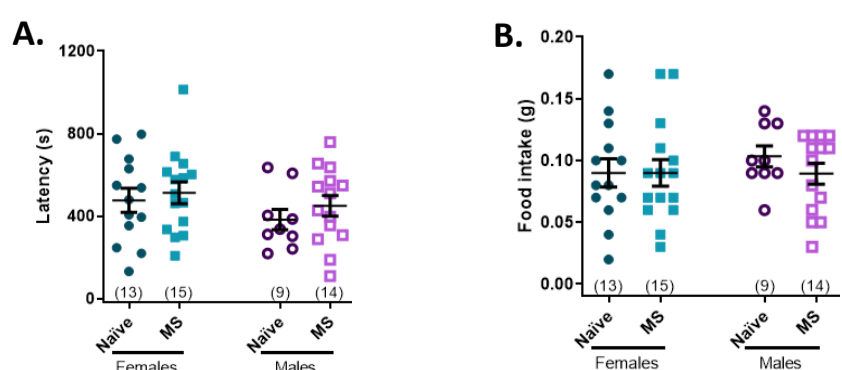 A.
1200
800
400
0
Latency (s)
(13) (15) (9) (14)
Naïve MS Naïve MS
Females Males
B.
0.20
0.15
0.10
0.05
0.00
Food intake (g)
(13) (15) (9) (14)
Naïve MS Naïve MS
Females Males